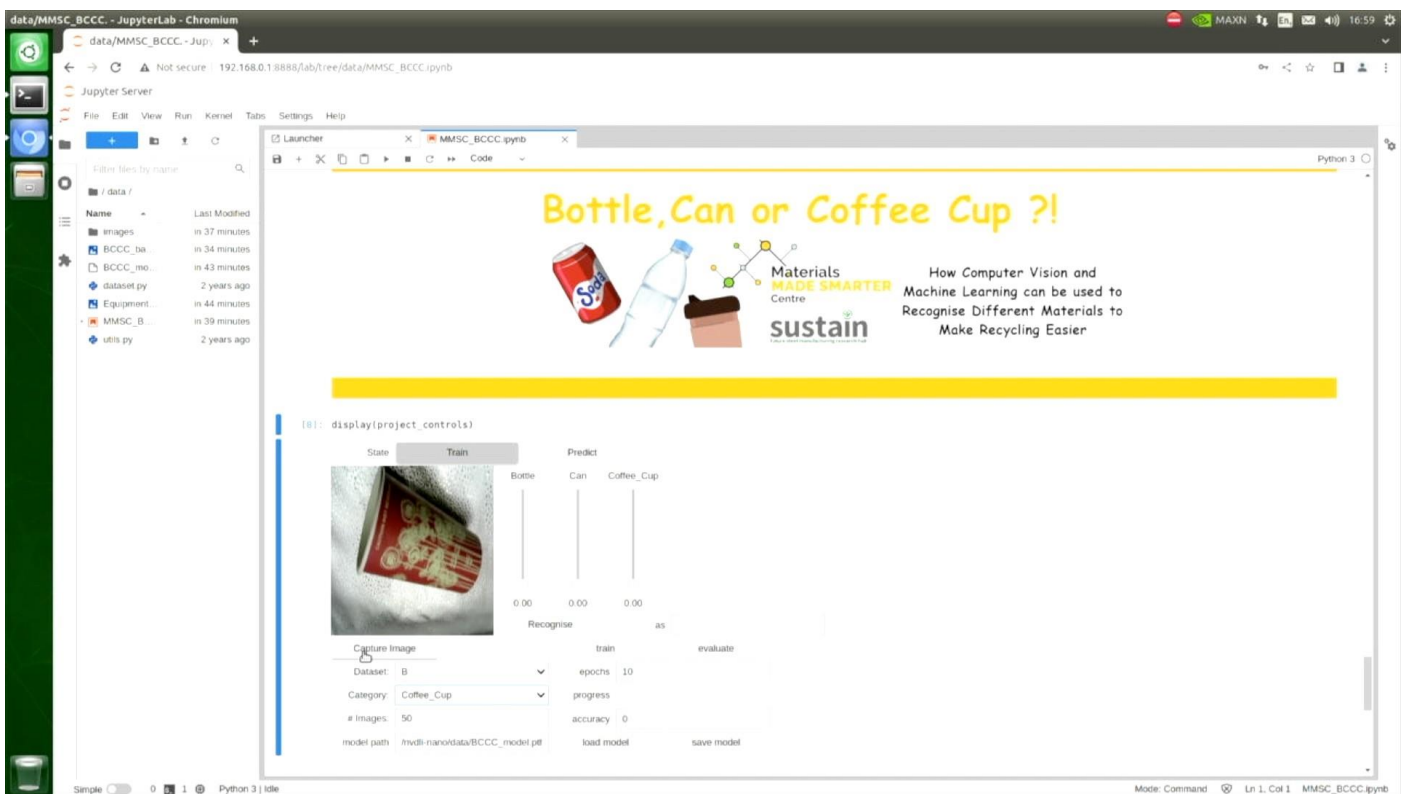 data/MMSC_BCCC. - JupyterLab - Chromium
MAXN
En
16:59
data/MMSC_BCCC. - Jup
Not secure
192.168.0.1:8888/lab/tree/data/MMSC_BCCC.ipynb
Jupyter Server
File Edit View Run Kernel Tabs Settings Help
Launcher
MMSC_BCCC.ipynb
Code
Python 3
Filter files by name
/ data /
Name Last Modified
images in 37 minutes
BCCC_ba... in 34 minutes
BCCC_mo... in 43 minutes
dataset.py 2 years ago
Equipment... in 44 minutes
MMSC_B... in 39 minutes
utils.py 2 years ago
Bottle, Can or Coffee Cup ?!
Soda
Materials
MADE SMARTER
Centre
sustain
How Computer Vision and
Machine Learning can be used to
Recognise Different Materials to
Make Recycling Easier
[8]: display(project_controls)
State Train Predict
Bottle Can Coffee_Cup
0.00 0.00 0.00
Recognise as
Capture Image train evaluate
Dataset: B epochs 10
Category: Coffee_Cup progress
# Images: 50 accuracy 0
model path /nvdli-nano/data/BCCC_model.pth load model save model
Simple 0 1 Python 3 | Idle
Mode: Command Ln 1, Col 1 MMSC_BCCC.ipynb